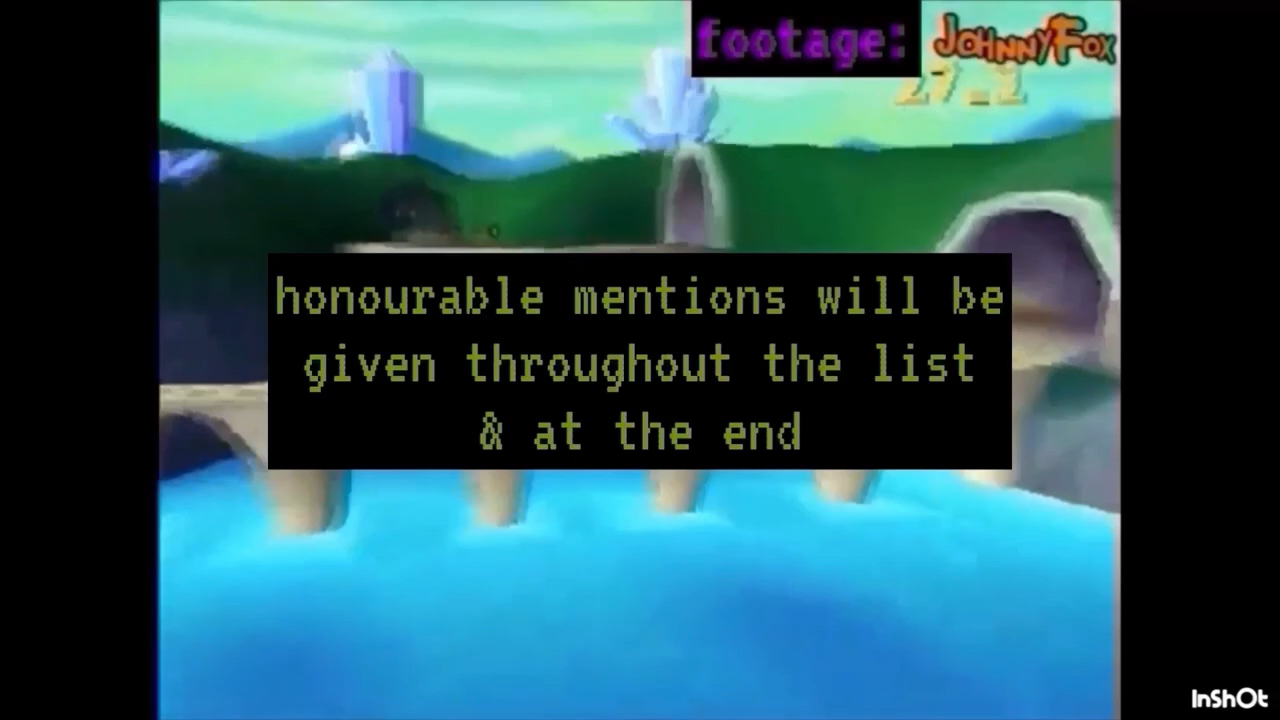 footage: JOHNNYFOX
honourable mentions will be
given throughout the list
& at the end
InShOt